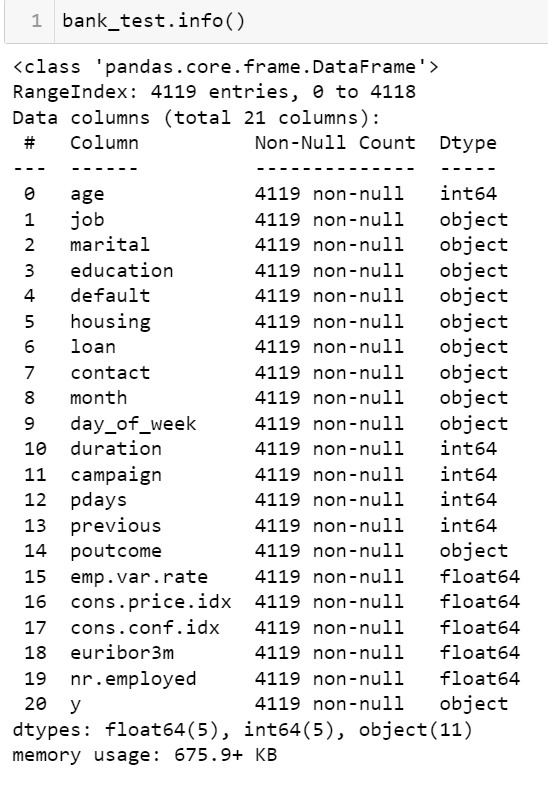 1 bank_test.info()
<class 'pandas.core.frame.DataFrame'>
RangeIndex: 4119 entries, 0 to 4118
Data columns (total 21 columns):
 #   Column          Non-Null Count  Dtype
---  ------          --------------  -----
 0   age             4119 non-null   int64
 1   job             4119 non-null   object
 2   marital         4119 non-null   object
 3   education       4119 non-null   object
 4   default         4119 non-null   object
 5   housing         4119 non-null   object
 6   loan            4119 non-null   object
 7   contact         4119 non-null   object
 8   month           4119 non-null   object
 9   day_of_week     4119 non-null   object
 10  duration        4119 non-null   int64
 11  campaign        4119 non-null   int64
 12  pdays           4119 non-null   int64
 13  previous        4119 non-null   int64
 14  poutcome        4119 non-null   object
 15  emp.var.rate    4119 non-null   float64
 16  cons.price.idx  4119 non-null   float64
 17  cons.conf.idx   4119 non-null   float64
 18  euribor3m       4119 non-null   float64
 19  nr.employed     4119 non-null   float64
 20  y               4119 non-null   object
dtypes: float64(5), int64(5), object(11)
memory usage: 675.9+ KB